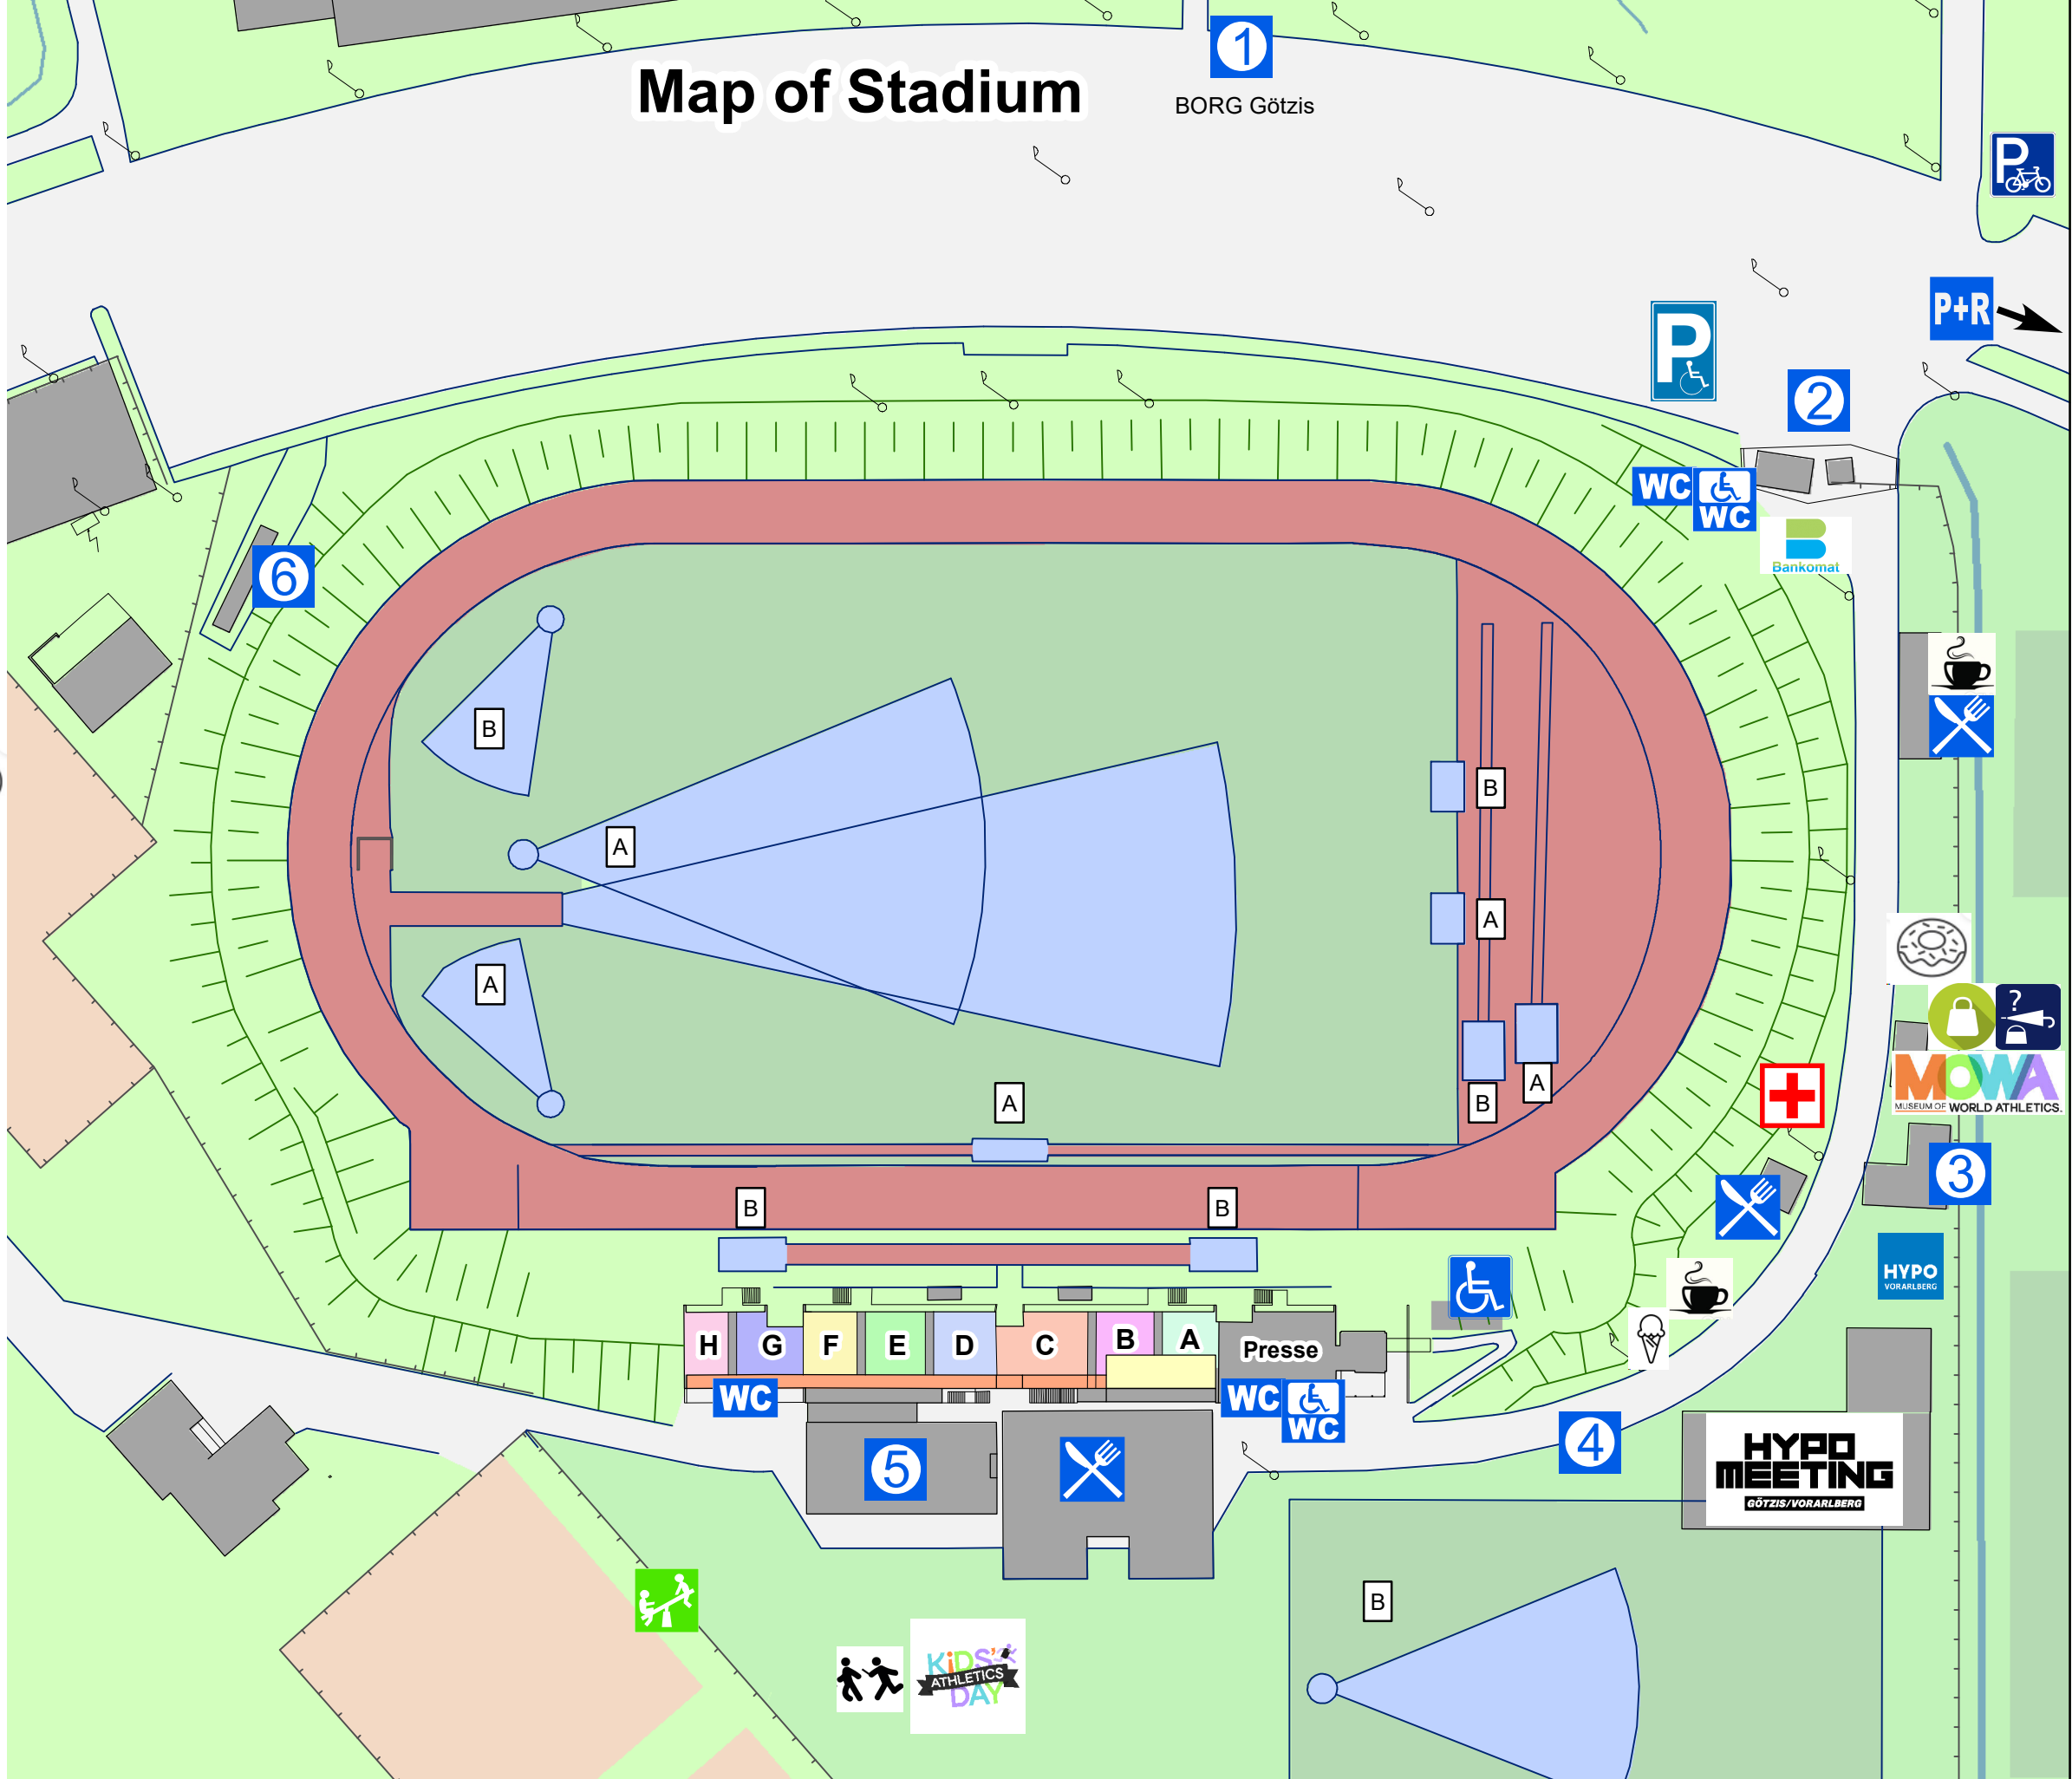 1
Map of Stadium
BORG Götzis
P
P+R
P
2
WC
WC
Bankomat
6
B
B
A
A
A
?
MOWA
MUSEUM OF WORLD ATHLETICS.
A
A
B
3
B
B
HYPO
VORARLBERG
H
G
F
E
D
C
B
A
Presse
WC
WC
WC
5
4
HYPO
MEETING
GÖTZIS/VORARLBERG
B
KiDS'
ATHLETICS
DAY